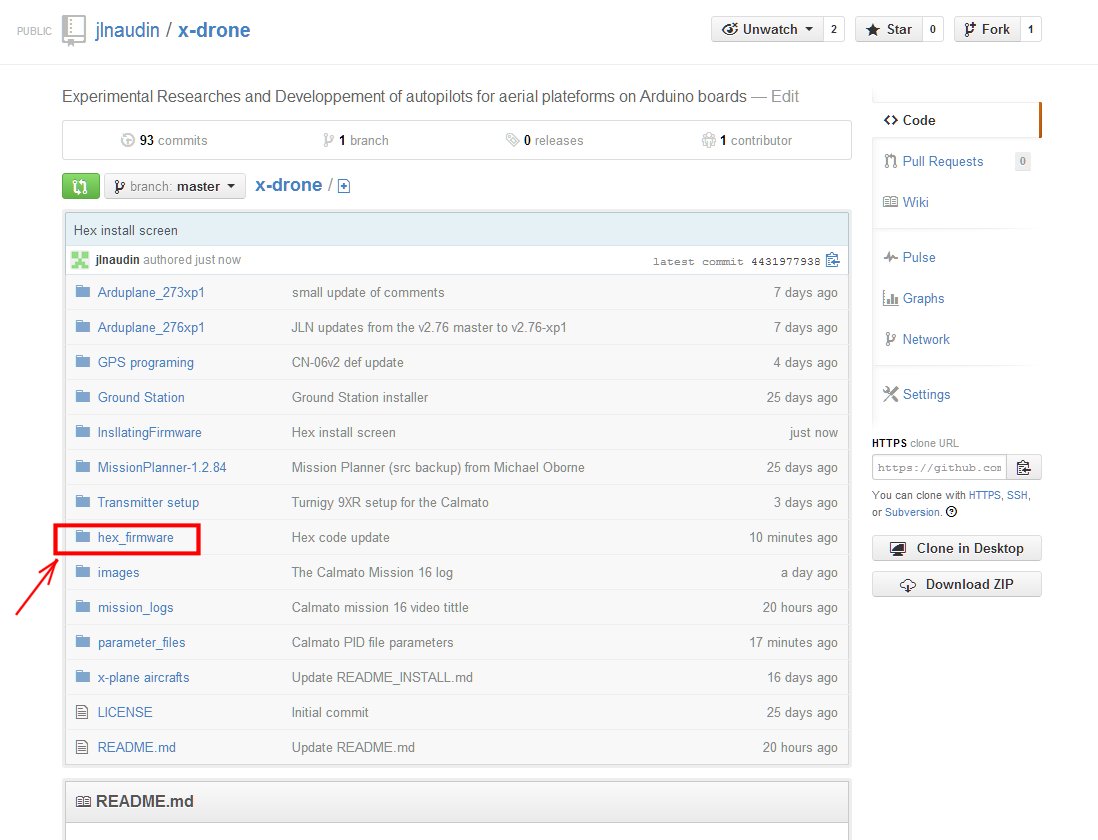 PUBLIC jlnaudin / x-drone
Unwatch 2 Star 0 Fork 1
Experimental Researches and Developpement of autopilots for aerial plateforms on Arduino boards — Edit
93 commits 1 branch 0 releases 1 contributor
branch: master x-drone /
Hex install screen
jlnaudin authored just now latest commit 4431977938
Arduplane_273xp1 small update of comments 7 days ago
Arduplane_276xp1 JLN updates from the v2.76 master to v2.76-xp1 7 days ago
GPS programing CN-06v2 def update 4 days ago
Ground Station Ground Station installer 25 days ago
InsllatingFirmware Hex install screen just now
MissionPlanner-1.2.84 Mission Planner (src backup) from Michael Oborne 25 days ago
Transmitter setup Turnigy 9XR setup for the Calmato 3 days ago
hex_firmware Hex code update 10 minutes ago
images The Calmato Mission 16 log a day ago
mission_logs Calmato mission 16 video tittle 20 hours ago
parameter_files Calmato PID file parameters 17 minutes ago
x-plane aircrafts Update README_INSTALL.md 16 days ago
LICENSE Initial commit 25 days ago
README.md Update README.md 20 hours ago
README.md
Code
Pull Requests 0
Wiki
Pulse
Graphs
Network
Settings
HTTPS clone URL
https://github.com
You can clone with HTTPS, SSH,
or Subversion.
Clone in Desktop
Download ZIP